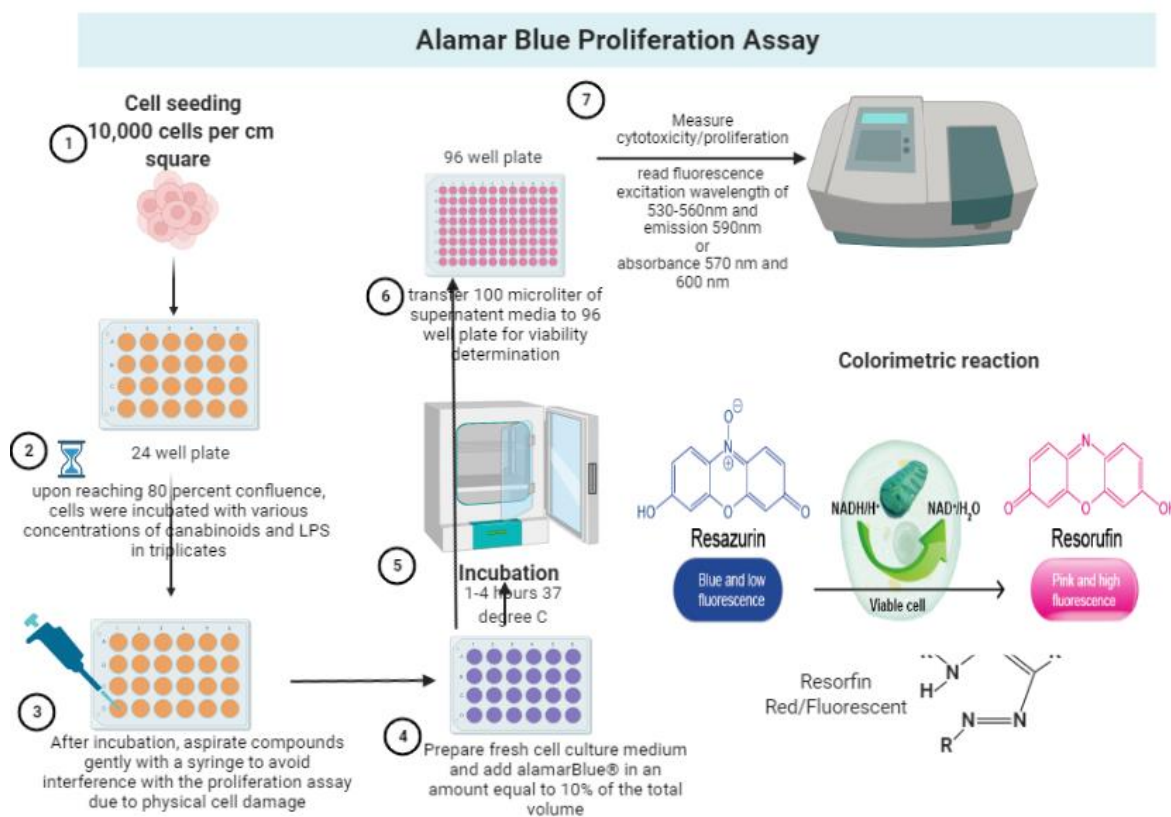 Alamar Blue Proliferation Assay
1
Cell seeding
10,000 cells per cm
square
2
24 well plate
upon reaching 80 percent confluence,
cells were incubated with various
concentrations of canabinoids and LPS
in triplicates
3
After incubation, aspirate compounds
gently with a syringe to avoid
interference with the proliferation assay
due to physical cell damage
4
Prepare fresh cell culture medium
and add alamarBlue® in an
amount equal to 10% of the total
volume
5
Incubation
1-4 hours 37
degree C
6
96 well plate
transfer 100 microliter of
supernatent media to 96
well plate for viability
determination
7
Measure
cytotoxicity/proliferation
read fluorescence
excitation wavelength of
530-560nm and
emission 590nm
or
absorbance 570 nm and
600 nm
Colorimetric reaction
O⊖
N⊕
HO
O
O
Resazurin
Blue and low
fluorescence
NADH/H⁺
NAD⁺/H₂O
Viable cell
N
O
O
OH
Resorufin
Pink and high
fluorescence
Resorfin
Red/Fluorescent
N
H
N=N
R